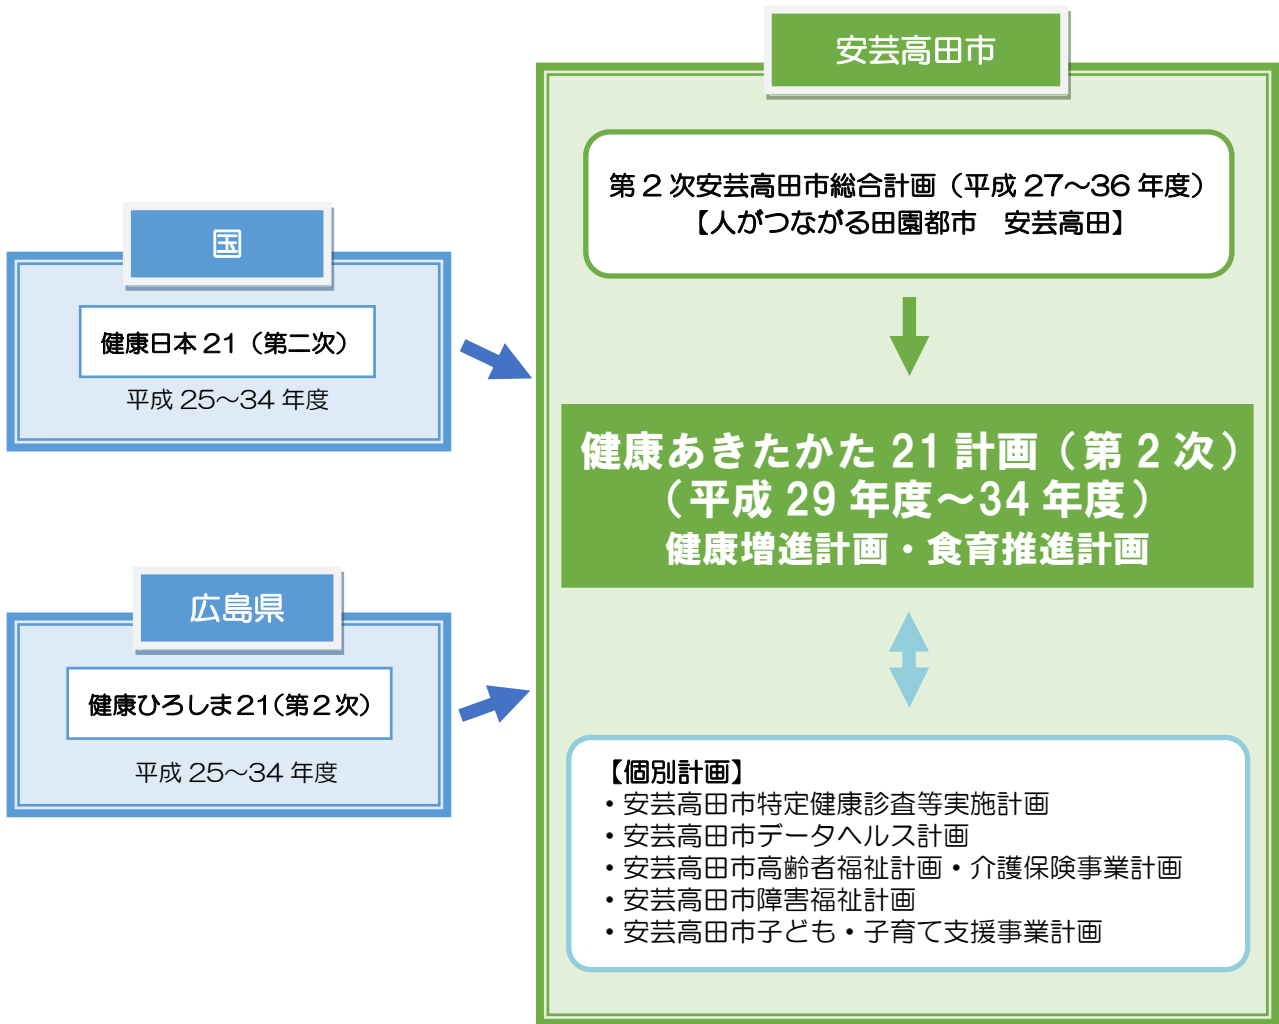 国
健康日本21（第二次）
平成25～34年度
広島県
健康ひろしま21(第2次)
平成25～34年度
安芸高田市
第2次安芸高田市総合計画（平成27～36年度）
【人がつながる田園都市　安芸高田】
健康あきたかた21計画（第2次）
（平成29年度～34年度）
健康増進計画・食育推進計画
【個別計画】
・安芸高田市特定健康診査等実施計画
・安芸高田市データヘルス計画
・安芸高田市高齢者福祉計画・介護保険事業計画
・安芸高田市障害福祉計画
・安芸高田市子ども・子育て支援事業計画